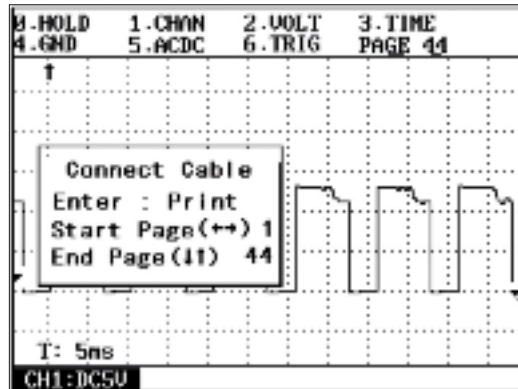 0.HOLD 1.CHAN 2.VOLT 3.TIME
4.GND 5.ACDC 6.TRIG PAGE 44
Connect Cable
Enter : Print
Start Page(↔) 1
End Page(↓↑) 44
T: 5ms
CH1:DC5V